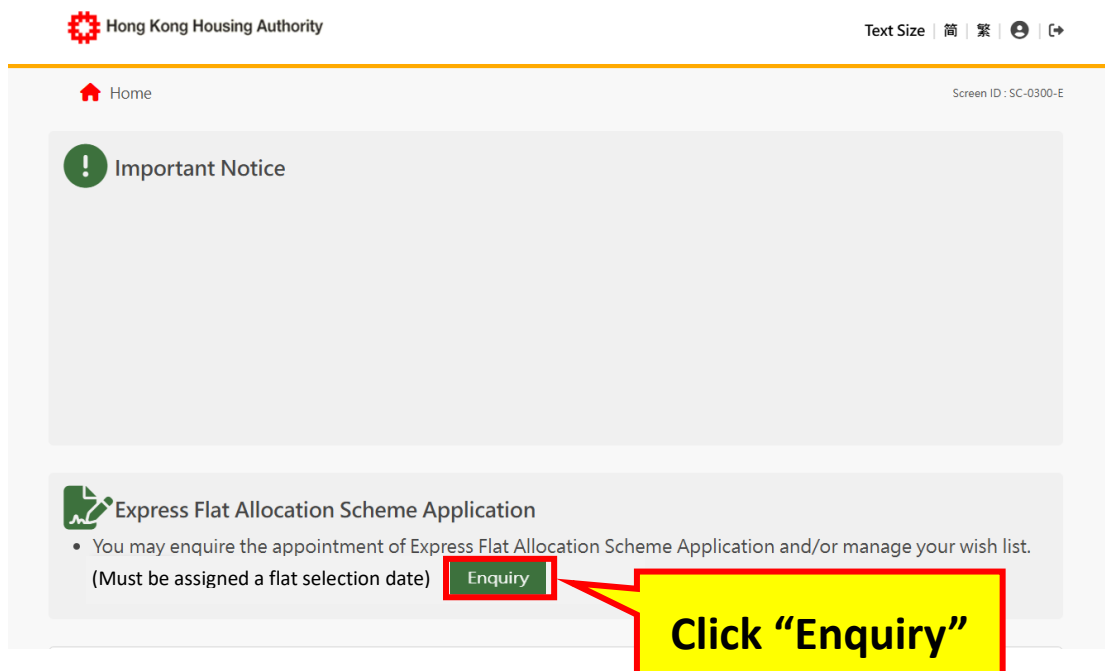 Hong Kong Housing Authority
Text Size | 简 | 繁
Home
Screen ID : SC-0300-E
Important Notice
Express Flat Allocation Scheme Application
• You may enquire the appointment of Express Flat Allocation Scheme Application and/or manage your wish list.
(Must be assigned a flat selection date) Enquiry
Click “Enquiry”